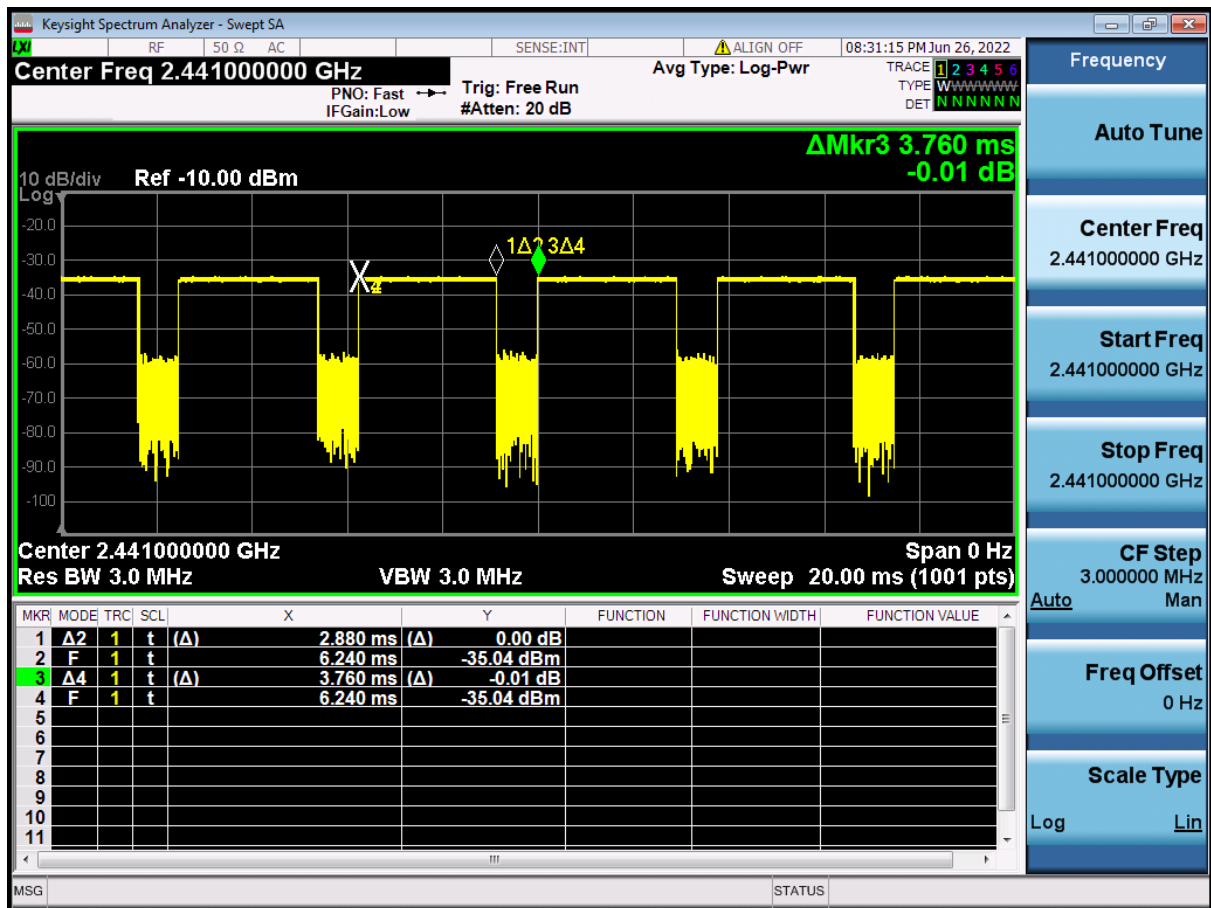 Keysight Spectrum Analyzer - Swept SA
LXI RF 50 Ω AC SENSE:INT ALIGN OFF 08:31:15 PM Jun 26, 2022
Center Freq 2.441000000 GHz
PNO: Fast
IFGain:Low
Trig: Free Run
#Atten: 20 dB
Avg Type: Log-Pwr
TRACE 1 2 3 4 5 6
TYPE WWWWWW
DET N N N N N N
ΔMkr3 3.760 ms
-0.01 dB
10 dB/div Ref -10.00 dBm
Log
-20.0
-30.0
-40.0
-50.0
-60.0
-70.0
-80.0
-90.0
-100
1Δ2 3Δ4
4
Center 2.441000000 GHz Span 0 Hz
Res BW 3.0 MHz VBW 3.0 MHz Sweep 20.00 ms (1001 pts)
MKR MODE TRC SCL X Y FUNCTION FUNCTION WIDTH FUNCTION VALUE
1 Δ2 1 t (Δ) 2.880 ms (Δ) 0.00 dB
2 F 1 t 6.240 ms -35.04 dBm
3 Δ4 1 t (Δ) 3.760 ms (Δ) -0.01 dB
4 F 1 t 6.240 ms -35.04 dBm
5
6
7
8
9
10
11
MSG STATUS
Frequency
Auto Tune
Center Freq
2.441000000 GHz
Start Freq
2.441000000 GHz
Stop Freq
2.441000000 GHz
CF Step
3.000000 MHz
Auto Man
Freq Offset
0 Hz
Scale Type
Log Lin